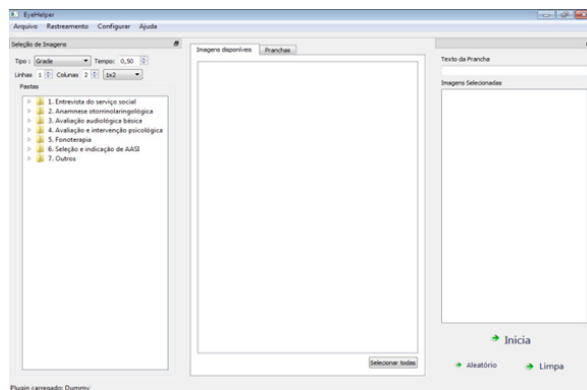 EyeHelper
Arquivo Rastreamento Configurar Ajuda
Seleção de Imagens
Tipo : Grade Tempo: 0,50
Linhas 1 Colunas 2 1x2
Pastas
1. Entrevista do serviço social
2. Anamnese otorrinolaringológica
3. Avaliação audiológica básica
4. Avaliação e intervenção psicológica
5. Fonoterapia
6. Seleção e indicação de AASI
7. Outros
Imagens disponíveis Pranchas
Selecionar todas
Texto da Prancha
Imagens Selecionadas
Inicia
Aleatório Limpa
Plugin carregado: Dummy